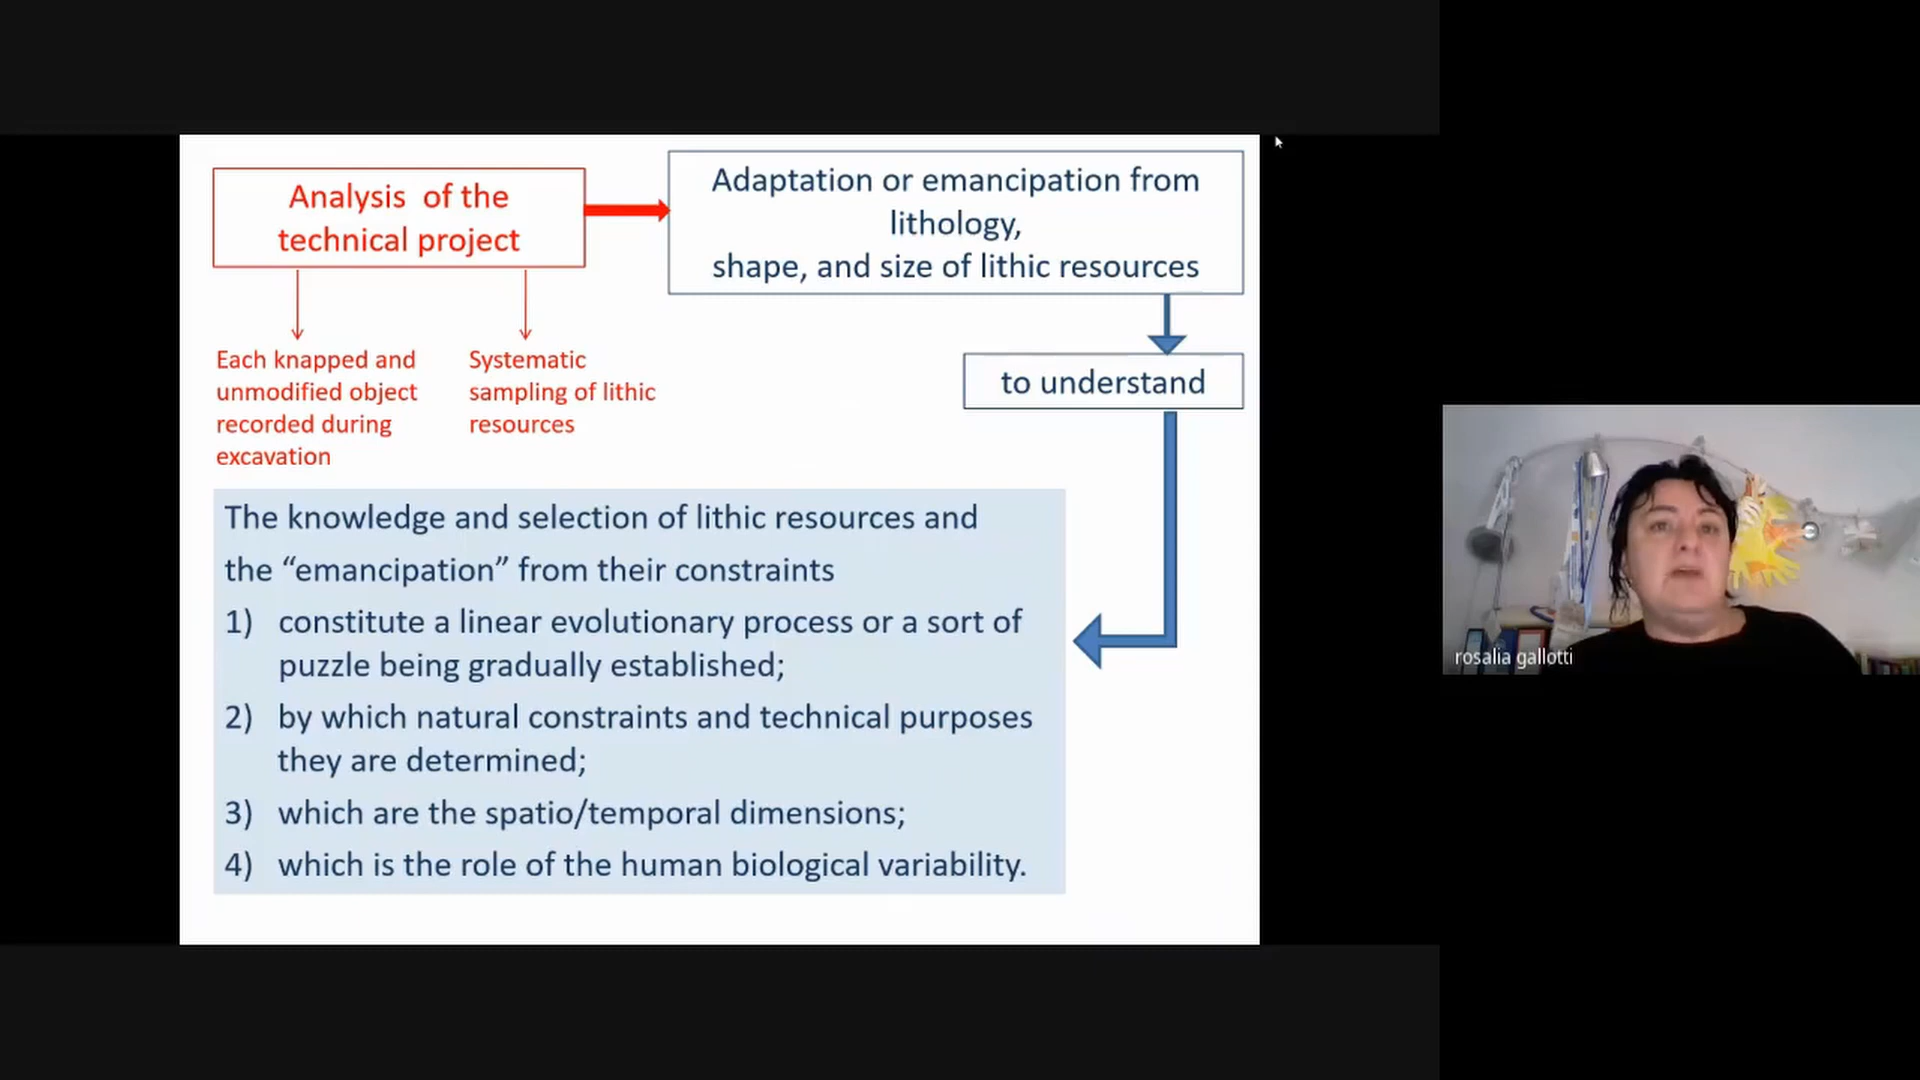 Analysis of the
technical project
Adaptation or emancipation from
lithology,
shape, and size of lithic resources
Each knapped and
unmodified object
recorded during
excavation
Systematic
sampling of lithic
resources
to understand
The knowledge and selection of lithic resources and
the “emancipation” from their constraints
1) constitute a linear evolutionary process or a sort of
puzzle being gradually established;
2) by which natural constraints and technical purposes
they are determined;
3) which are the spatio/temporal dimensions;
4) which is the role of the human biological variability.
rosalia gallotti